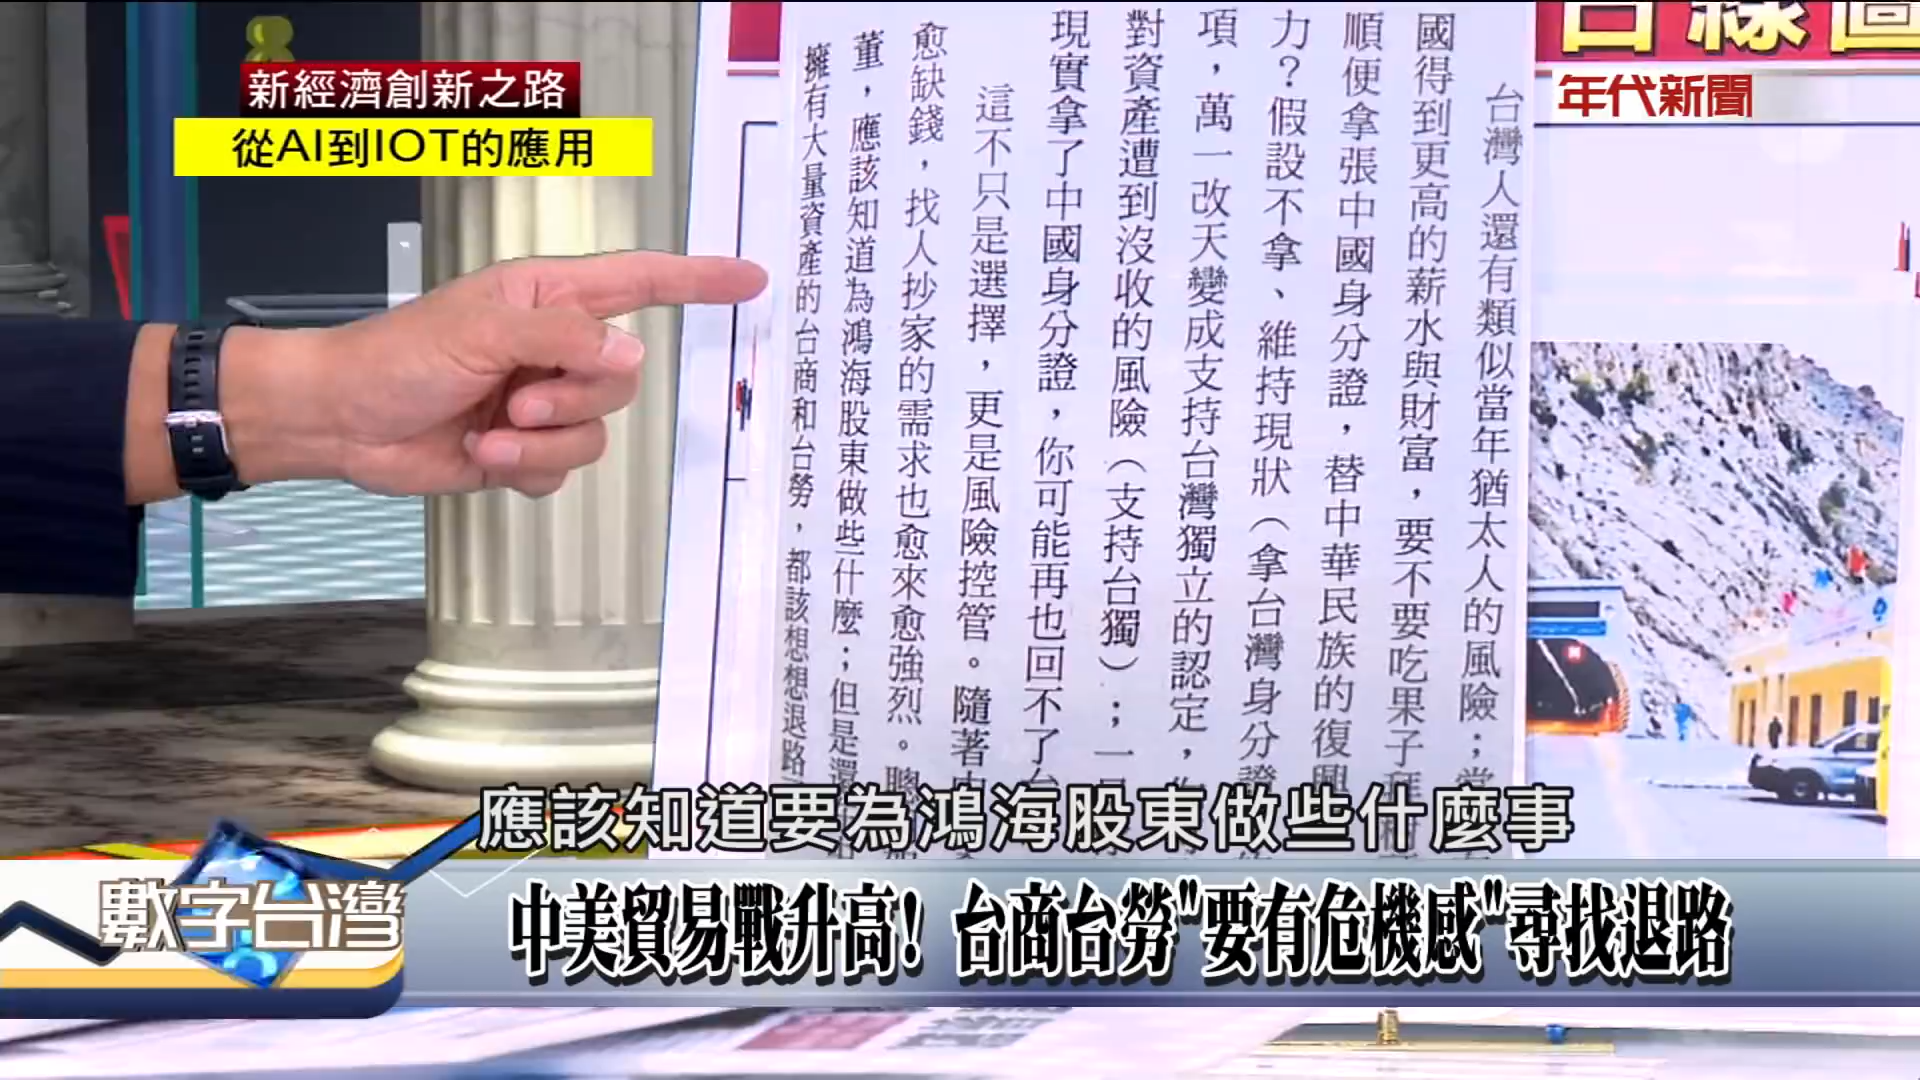 新經濟創新之路
從AI到IOT的應用
台線圖
年代新聞
台灣人還有類似當年猶太人的風險；當
國得到更高的薪水與財富，要不要吃果子拜樹
順便拿張中國身分證，替中華民族的復興
力？假設不拿、維持現狀（拿台灣身分證
項，萬一改天變成支持台灣獨立的認定，
對資產遭到沒收的風險（支持台獨）；一
現實拿了中國身分證，你可能再也回不了台
這不只是選擇，更是風險控管。隨著
愈缺錢，找人抄家的需求也愈來愈強烈。聰
董，應該知道為鴻海股東做些什麼；但是還
擁有大量資產的台商和台勞，都該想想退路
應該知道要為鴻海股東做些什麼事
數字台灣
中美貿易戰升高！台商台勞"要有危機感"尋找退路